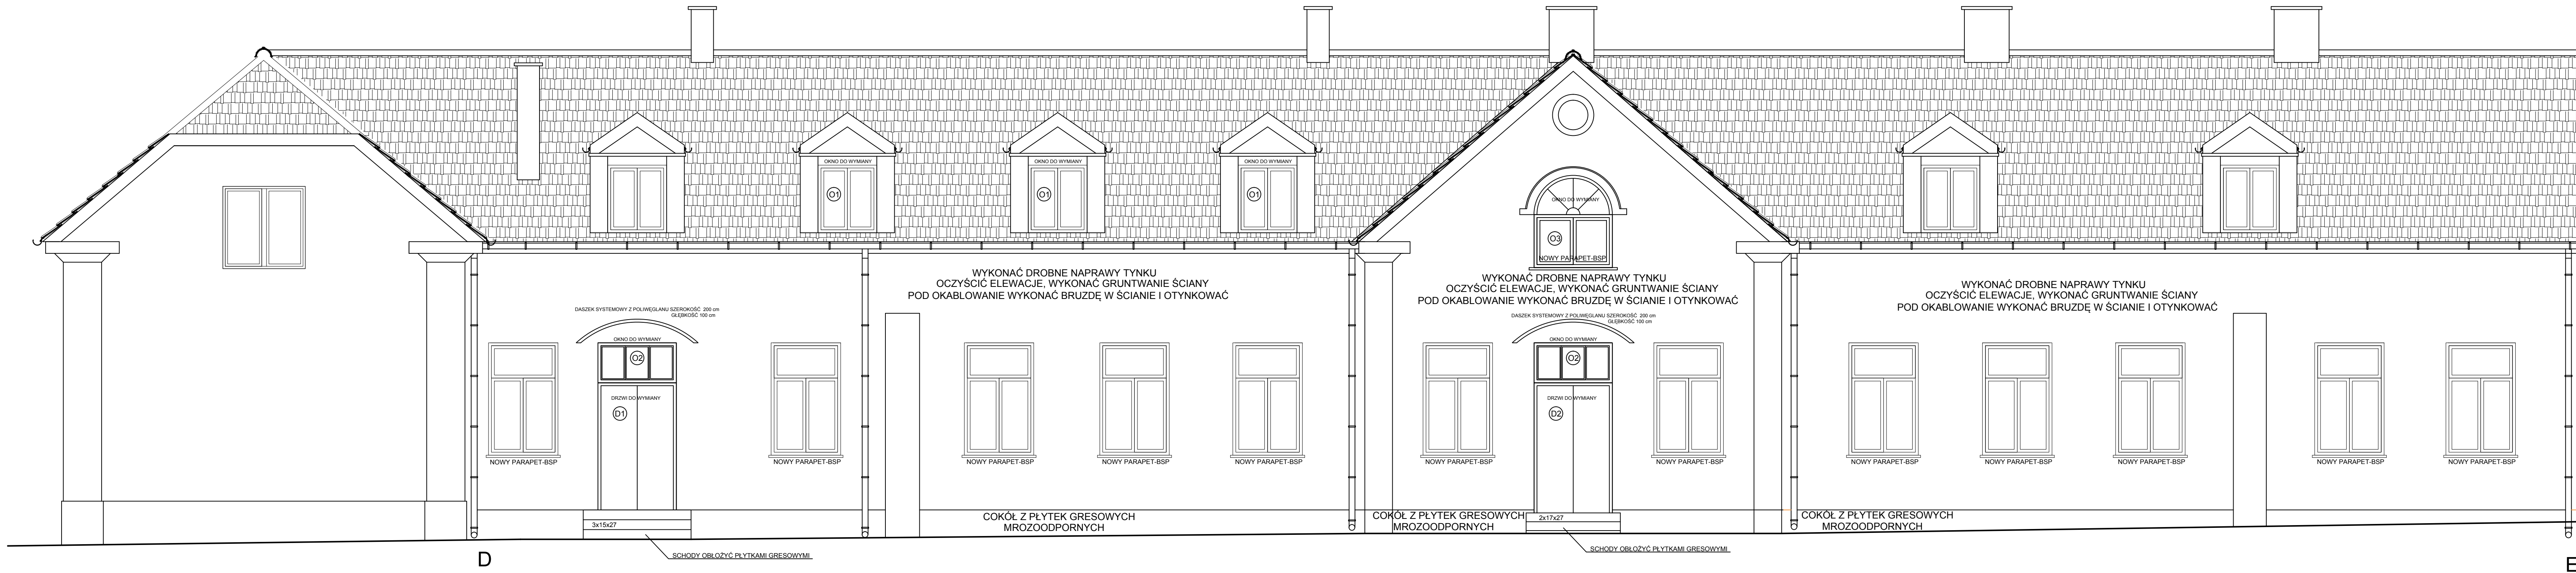 OKNO DO WYMIANY
OKNO DO WYMIANY
OKNO DO WYMIANY
O1
O1
O1
OKNO DO WYMIANY
O3
NOWY PARAPET-BSP
WYKONAĆ DROBNE NAPRAWY TYNKU
OCZYŚCIĆ ELEWACJE, WYKONAĆ GRUNTWANIE ŚCIANY
POD OKABLOWANIE WYKONAĆ BRUZDĘ W ŚCIANIE I OTYNKOWAĆ
WYKONAĆ DROBNE NAPRAWY TYNKU
OCZYŚCIĆ ELEWACJE, WYKONAĆ GRUNTWANIE ŚCIANY
POD OKABLOWANIE WYKONAĆ BRUZDĘ W ŚCIANIE I OTYNKOWAĆ
WYKONAĆ DROBNE NAPRAWY TYNKU
OCZYŚCIĆ ELEWACJE, WYKONAĆ GRUNTWANIE ŚCIANY
POD OKABLOWANIE WYKONAĆ BRUZDĘ W ŚCIANIE I OTYNKOWAĆ
DASZEK SYSTEMOWY Z POLIWĘGLANU SZEROKOŚĆ 200 cm
GŁĘBKOŚĆ 100 cm
DASZEK SYSTEMOWY Z POLIWĘGLANU SZEROKOŚĆ 200 cm
GŁĘBKOŚĆ 100 cm
OKNO DO WYMIANY
O2
OKNO DO WYMIANY
O2
DRZWI DO WYMIANY
D1
DRZWI DO WYMIANY
D2
NOWY PARAPET-BSP
NOWY PARAPET-BSP
NOWY PARAPET-BSP
NOWY PARAPET-BSP
NOWY PARAPET-BSP
NOWY PARAPET-BSP
NOWY PARAPET-BSP
NOWY PARAPET-BSP
NOWY PARAPET-BSP
NOWY PARAPET-BSP
NOWY PARAPET-BSP
NOWY PARAPET-BSP
3x15x27
COKÓŁ Z PŁYTEK GRESOWYCH
MROZOODPORNYCH
COKÓŁ Z PŁYTEK GRESOWYCH
MROZOODPORNYCH
2x17x27
COKÓŁ Z PŁYTEK GRESOWYCH
MROZOODPORNYCH
D
SCHODY OBŁOŻYĆ PŁYTKAMI GRESOWYMI
SCHODY OBŁOŻYĆ PŁYTKAMI GRESOWYMI
E